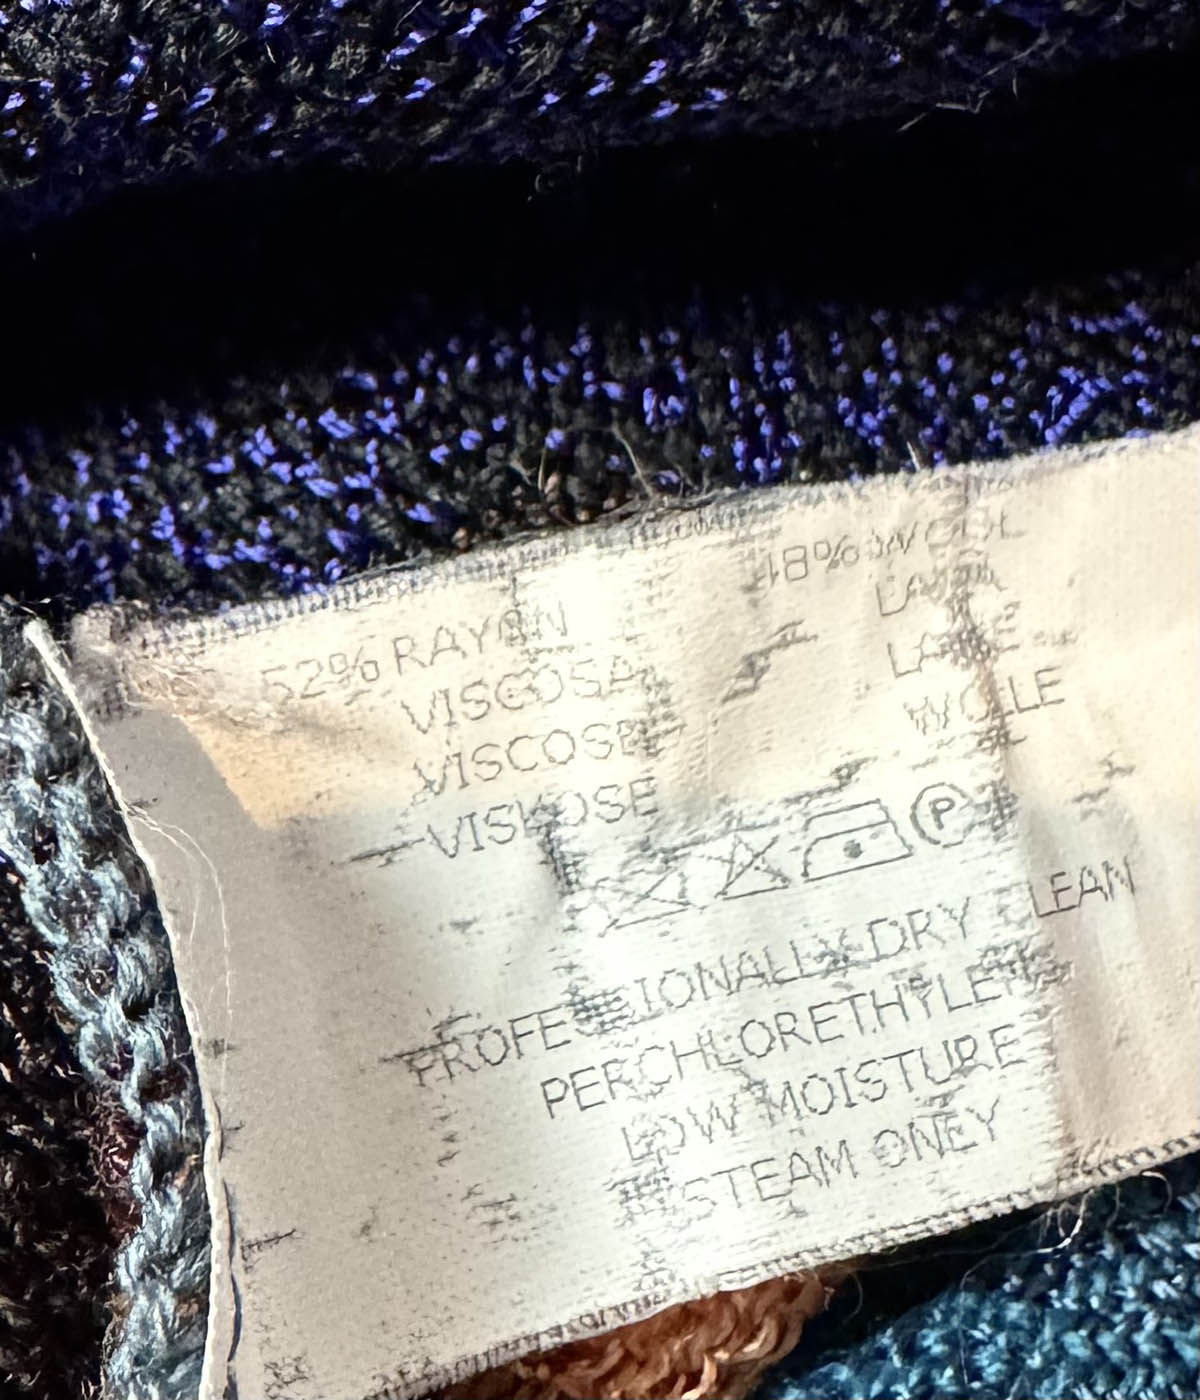 52% RAYON
VISCOSA
VISCOSE
VISKOSE
48% WOOL
LANA
LAINE
WOLLE
P
PROFESSIONALLY DRY CLEAN
PERCHLORETHYLENE
LOW MOISTURE
STEAM ONLY